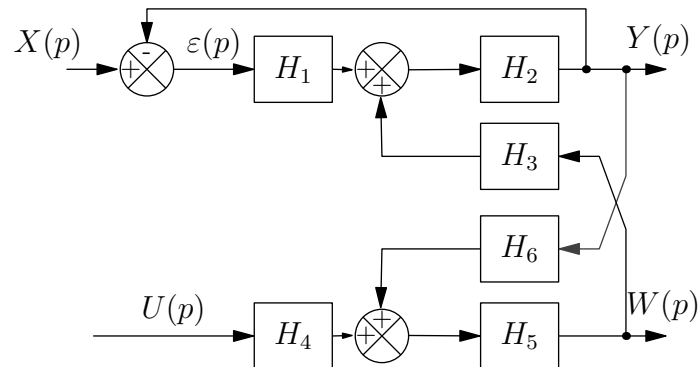 X(p)
-
+
ε(p)
H₁
+
+
H₂
Y(p)
H₃
H₆
U(p)
H₄
+
+
H₅
W(p)